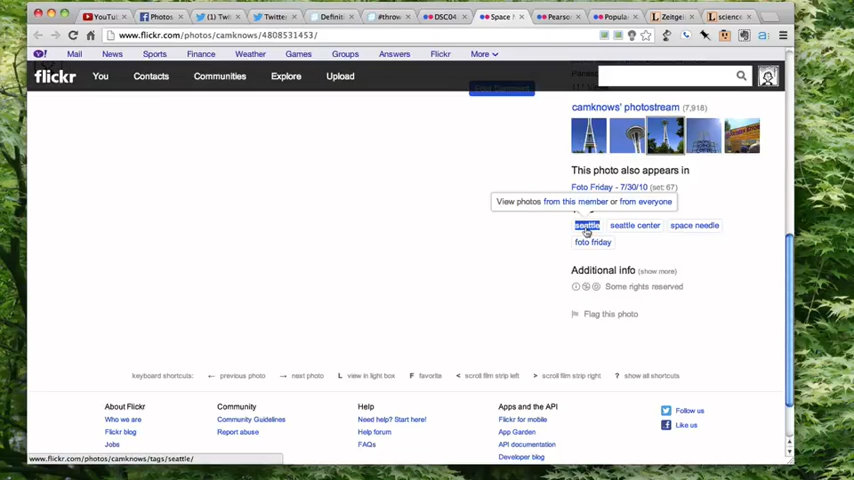 YouTu
Photos
(1) Twi
Twitter
Definiti
#throw
DSC04
Space N
Pearso
Popula
Zeitgei
scienc
www.flickr.com/photos/camknows/4808531453/
Y! Mail News Sports Finance Weather Games Groups Answers Flickr More
flickr You Contacts Communities Explore Upload
camknows' photostream (7,918)
This photo also appears in
Foto Friday - 7/30/10 (set: 67)
View photos from this member or from everyone
seattle seattle center space needle
foto friday
Additional info (show more)
Some rights reserved
Flag this photo
keyboard shortcuts: ← previous photo → next photo L view in light box F favorite < scroll film strip left > scroll film strip right ? show all shortcuts
About Flickr Community Help Apps and the API
Who we are Community Guidelines Need help? Start here! Flickr for mobile
Flickr blog Report abuse Help forum App Garden
Jobs FAQs API documentation
Developer blog
Follow us
Like us
www.flickr.com/photos/camknows/tags/seattle/